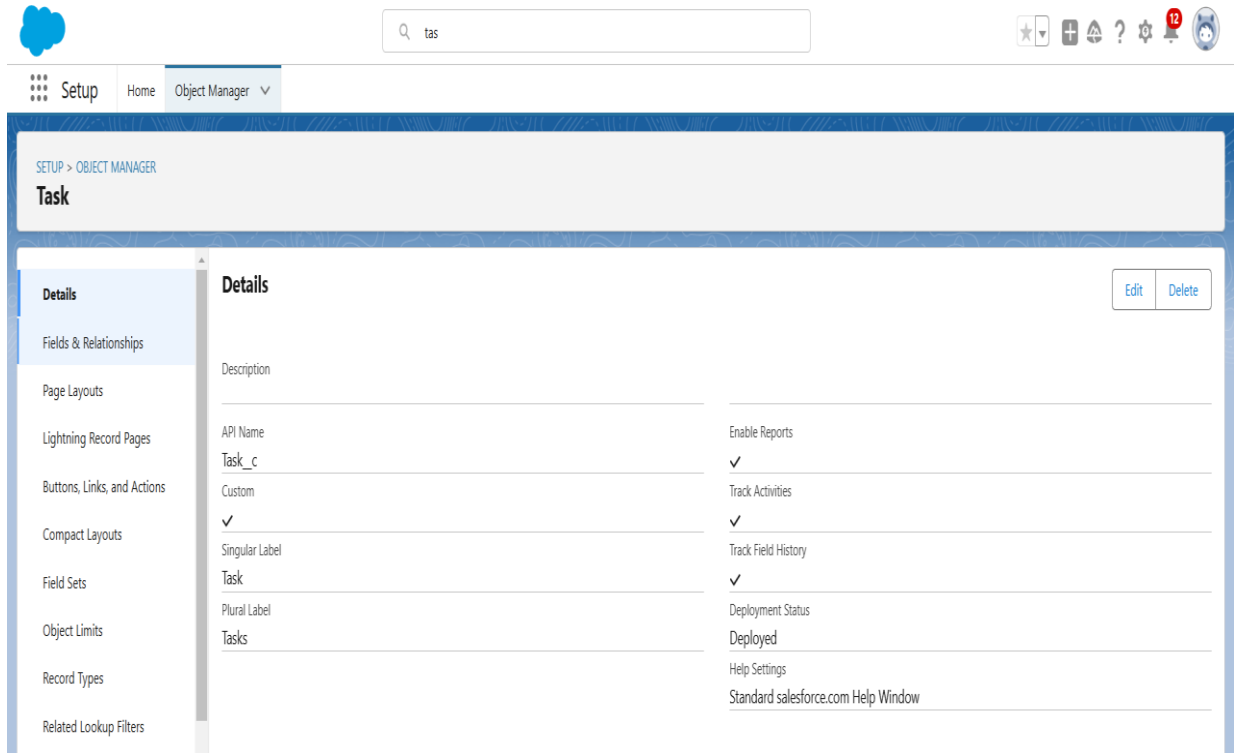 tas
12
Setup Home Object Manager
SETUP > OBJECT MANAGER
Task
Details
Fields & Relationships
Page Layouts
Lightning Record Pages
Buttons, Links, and Actions
Compact Layouts
Field Sets
Object Limits
Record Types
Related Lookup Filters
Details
Edit Delete
Description
API Name
Task__c
Custom
Singular Label
Task
Plural Label
Tasks
Enable Reports
Track Activities
Track Field History
Deployment Status
Deployed
Help Settings
Standard salesforce.com Help Window